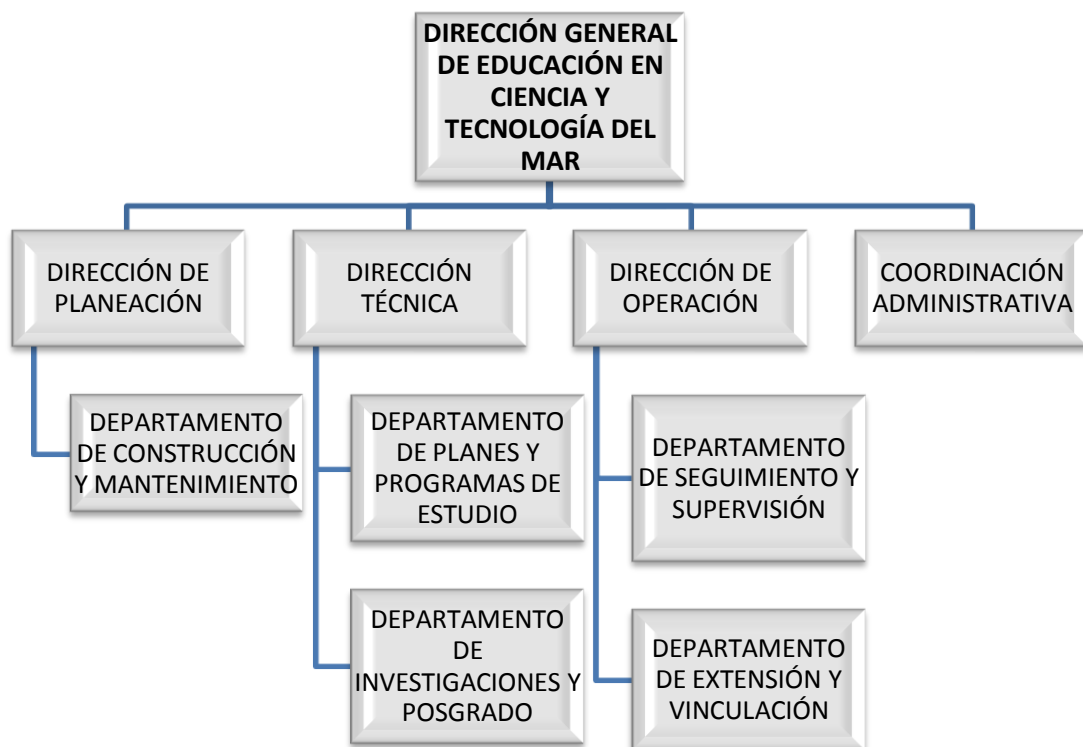 DIRECCIÓN GENERAL
DE EDUCACIÓN EN
CIENCIA Y
TECNOLOGÍA DEL
MAR
DIRECCIÓN DE
PLANEACIÓN
DIRECCIÓN
TÉCNICA
DIRECCIÓN DE
OPERACIÓN
COORDINACIÓN
ADMINISTRATIVA
DEPARTAMENTO
DE CONSTRUCCIÓN
Y MANTENIMIENTO
DEPARTAMENTO
DE PLANES Y
PROGRAMAS DE
ESTUDIO
DEPARTAMENTO
DE SEGUIMIENTO Y
SUPERVISIÓN
DEPARTAMENTO
DE
INVESTIGACIONES Y
POSGRADO
DEPARTAMENTO
DE EXTENSIÓN Y
VINCULACIÓN